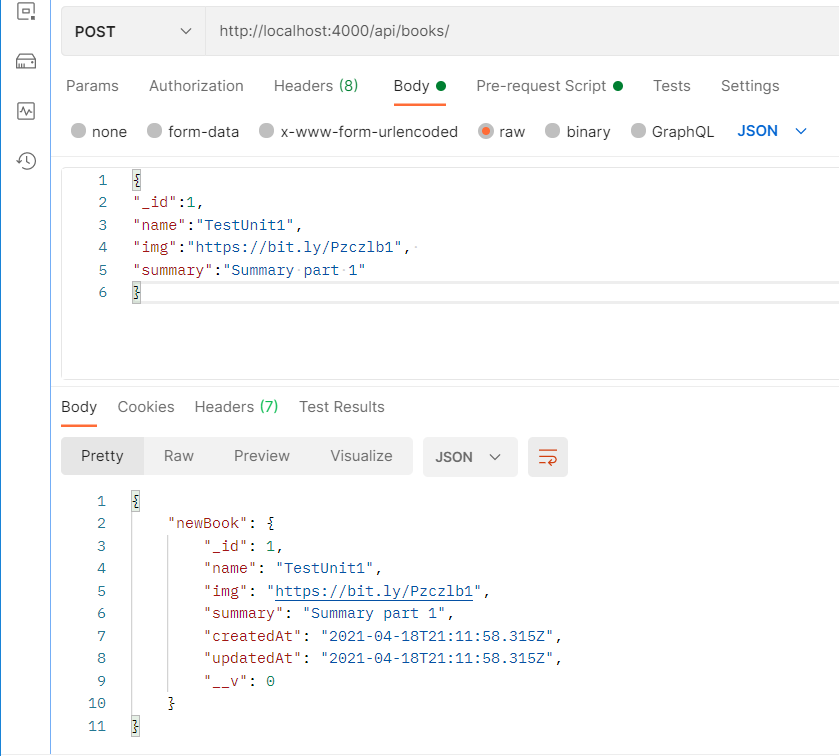 POST http://localhost:4000/api/books/
Params Authorization Headers (8) Body Pre-request Script Tests Settings
none form-data x-www-form-urlencoded raw binary GraphQL JSON
1 {
2 "_id":1,
3 "name":"TestUnit1",
4 "img":"https://bit.ly/Pzczlb1",
5 "summary":"Summary part 1"
6 }
Body Cookies Headers (7) Test Results
Pretty Raw Preview Visualize JSON
1 {
2 "newBook": {
3 "_id": 1,
4 "name": "TestUnit1",
5 "img": "https://bit.ly/Pzczlb1",
6 "summary": "Summary part 1",
7 "createdAt": "2021-04-18T21:11:58.315Z",
8 "updatedAt": "2021-04-18T21:11:58.315Z",
9 "__v": 0
10 }
11 }